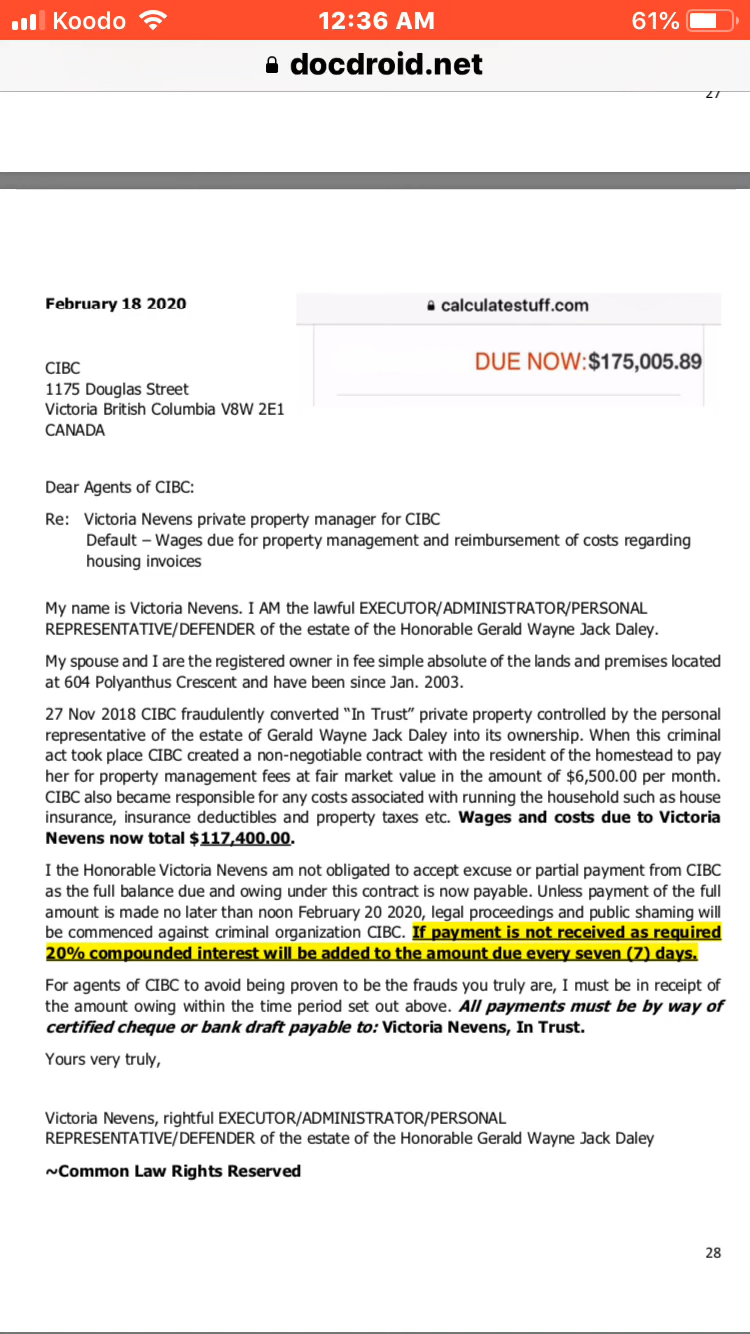 Koodo 12:36 AM 61%
docdroid.net
27
February 18 2020
calculatestuff.com
DUE NOW:$175,005.89
CIBC
1175 Douglas Street
Victoria British Columbia V8W 2E1
CANADA
Dear Agents of CIBC:
Re: Victoria Nevens private property manager for CIBC
Default – Wages due for property management and reimbursement of costs regarding
housing invoices
My name is Victoria Nevens. I AM the lawful EXECUTOR/ADMINISTRATOR/PERSONAL
REPRESENTATIVE/DEFENDER of the estate of the Honorable Gerald Wayne Jack Daley.
My spouse and I are the registered owner in fee simple absolute of the lands and premises located
at 604 Polyanthus Crescent and have been since Jan. 2003.
27 Nov 2018 CIBC fraudulently converted “In Trust” private property controlled by the personal
representative of the estate of Gerald Wayne Jack Daley into its ownership. When this criminal
act took place CIBC created a non-negotiable contract with the resident of the homestead to pay
her for property management fees at fair market value in the amount of $6,500.00 per month.
CIBC also became responsible for any costs associated with running the household such as house
insurance, insurance deductibles and property taxes etc. Wages and costs due to Victoria
Nevens now total $117,400.00.
I the Honorable Victoria Nevens am not obligated to accept excuse or partial payment from CIBC
as the full balance due and owing under this contract is now payable. Unless payment of the full
amount is made no later than noon February 20 2020, legal proceedings and public shaming will
be commenced against criminal organization CIBC. If payment is not received as required
20% compounded interest will be added to the amount due every seven (7) days.
For agents of CIBC to avoid being proven to be the frauds you truly are, I must be in receipt of
the amount owing within the time period set out above. All payments must be by way of
certified cheque or bank draft payable to: Victoria Nevens, In Trust.
Yours very truly,
Victoria Nevens, rightful EXECUTOR/ADMINISTRATOR/PERSONAL
REPRESENTATIVE/DEFENDER of the estate of the Honorable Gerald Wayne Jack Daley
~Common Law Rights Reserved
28